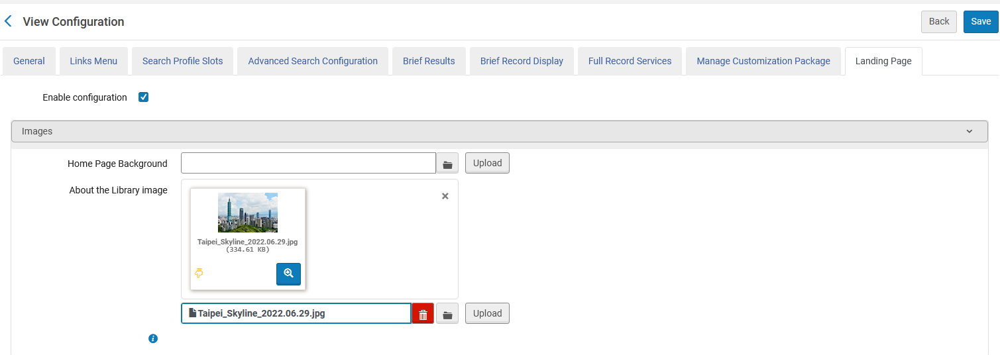 View Configuration
Back
Save
General
Links Menu
Search Profile Slots
Advanced Search Configuration
Brief Results
Brief Record Display
Full Record Services
Manage Customization Package
Landing Page
Enable configuration
Images
Home Page Background
Upload
About the Library image
Taipei_Skyline_2022.06.29.jpg
(334.61 KB)
Taipei_Skyline_2022.06.29.jpg
Upload